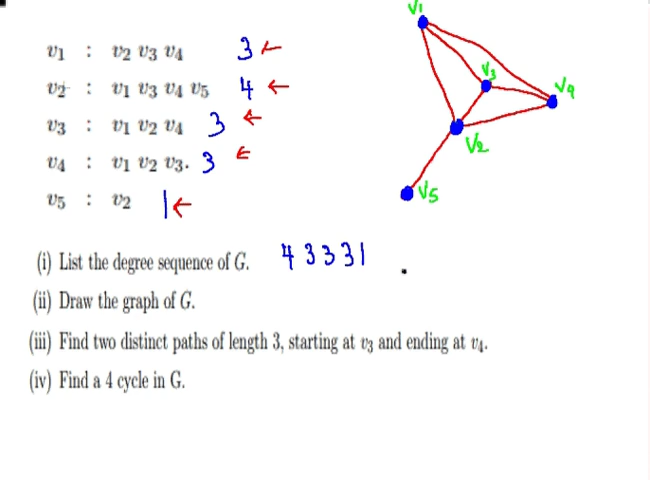 v1 : v2 v3 v4 3 ←
v2 : v1 v3 v4 v5 4 ←
v3 : v1 v2 v4 3 ←
v4 : v1 v2 v3. 3 ←
v5 : v2 1 ←
v1
v3
v4
v2
v5
(i) List the degree sequence of G. 4 3 3 3 1
(ii) Draw the graph of G.
(iii) Find two distinct paths of length 3, starting at v3 and ending at v4.
(iv) Find a 4 cycle in G.